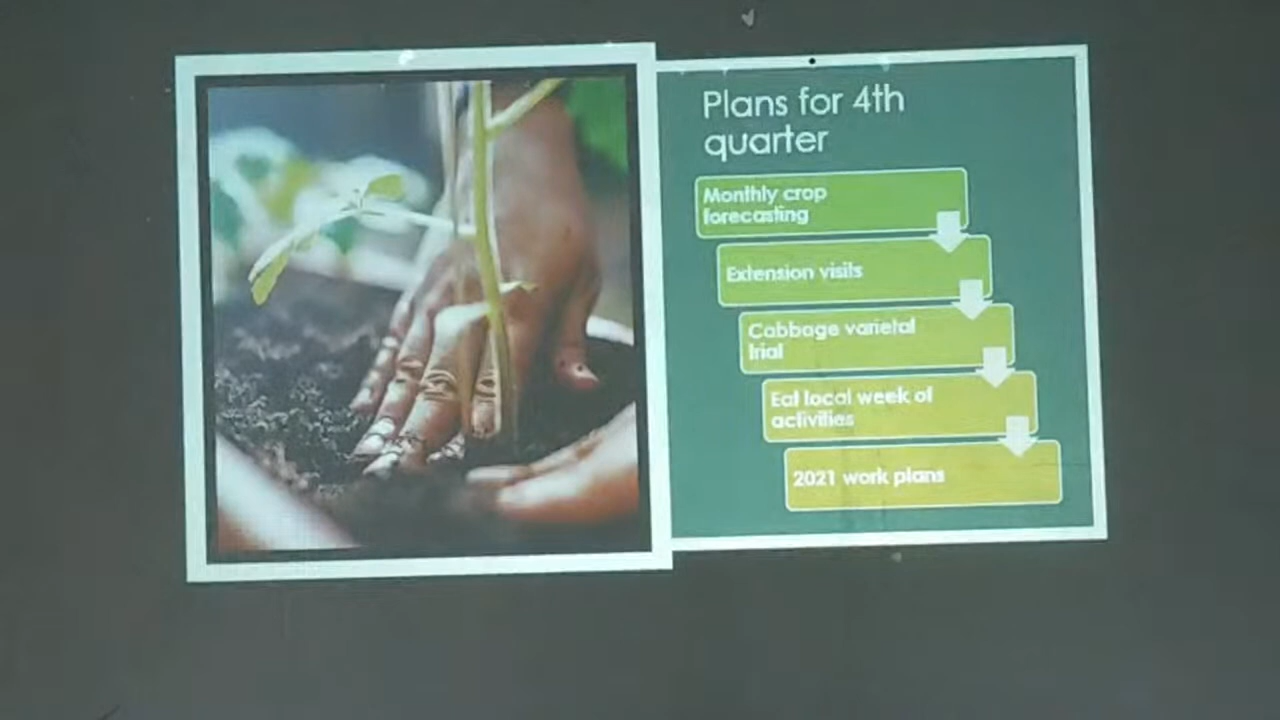 Plans for 4th
quarter
Monthly crop
forecasting
Extension visits
Cabbage varietal
trial
Eat local week of
activities
2021 work plans